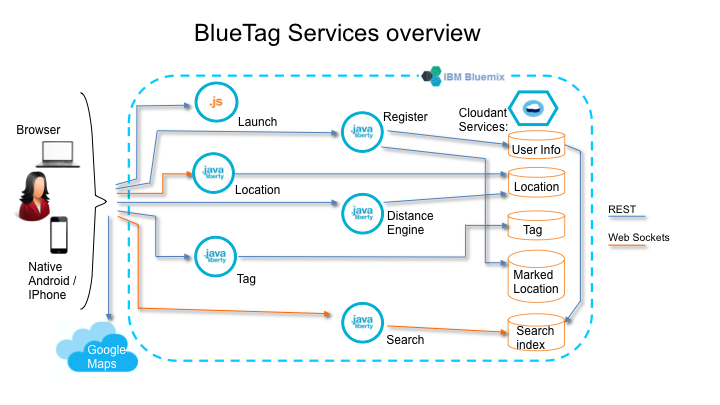 BlueTag Services overview
IBM Bluemix
.js
Launch
Register
Cloudant
Services:
Browser
.java
liberty
User Info
.java
liberty
Location
Location
REST
.java
liberty
Distance
Engine
Tag
Web Sockets
Native
Android /
IPhone
.java
liberty
Tag
Marked
Location
.java
liberty
Search
Search
index
Google
Maps